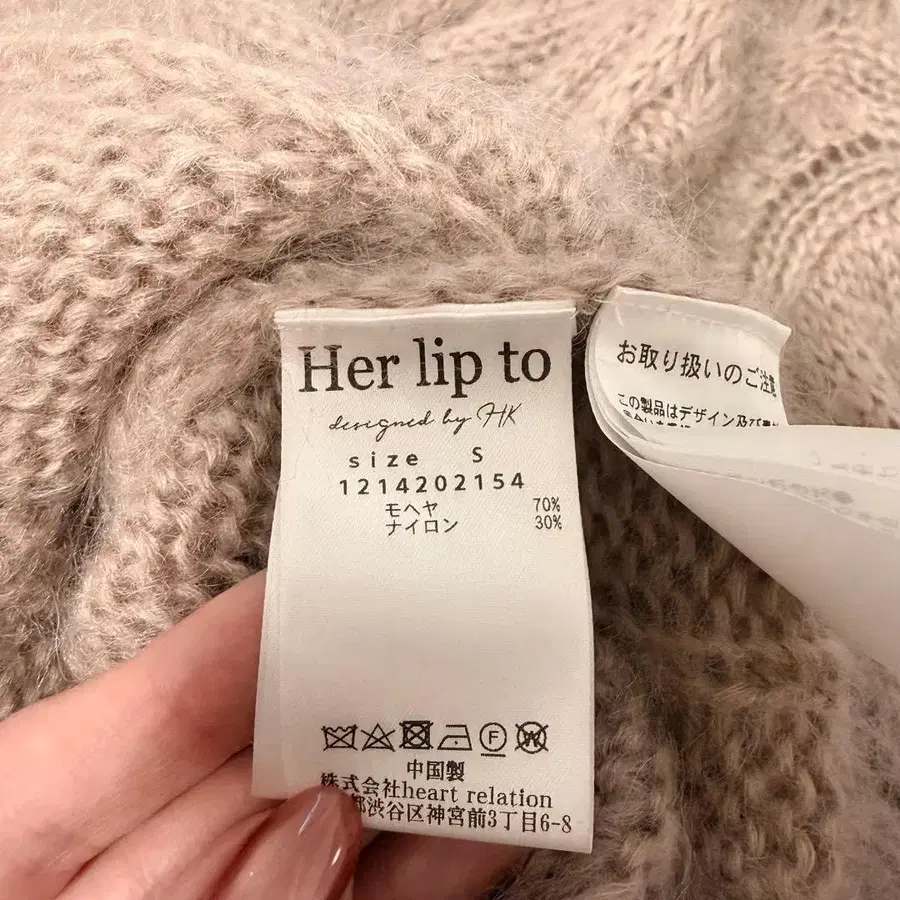 Her lip to
designed by HK
size S
1214202154
モヘヤ 70%
ナイロン 30%
F
W
中国製
株式会社heart relation
都渋谷区神宮前3丁目6-8
お取り扱いのご注
この製品はデザイン及び